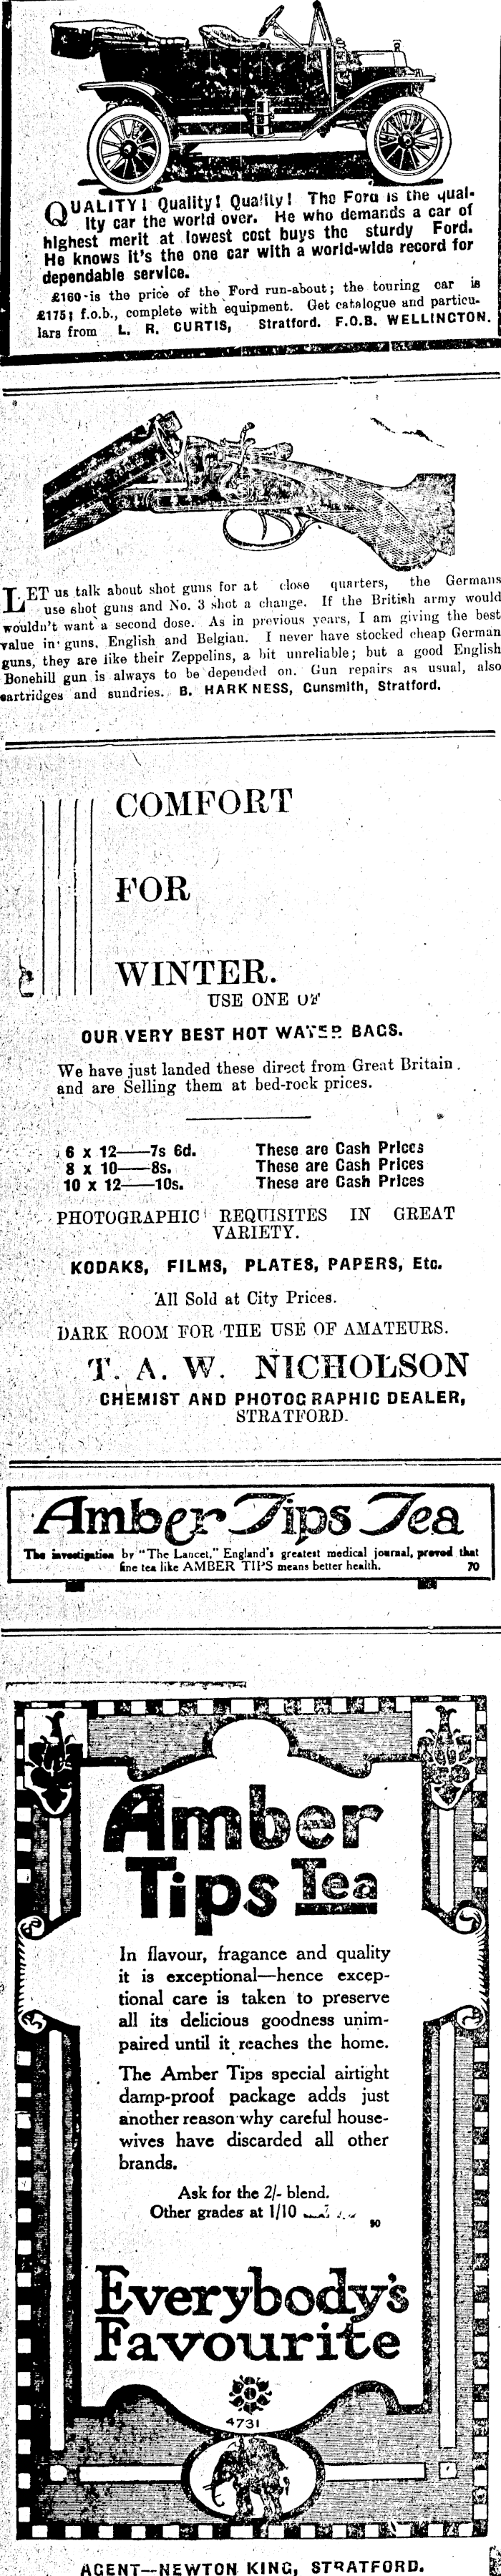 QUALITY! Quality! Quality! The Ford is the qual-
ity car the world over. He who demands a car of
highest merit at lowest cost buys the sturdy Ford.
He knows it's the one car with a world-wide record for
dependable service.
£160 is the price of the Ford run-about; the touring car is
£175; f.o.b., complete with equipment. Get catalogue and particu-
lars from L. R. CURTIS, Stratford. F.O.B. WELLINGTON.
LET us talk about shot guns for at close quarters, the Germans
use shot guns and No. 3 shot a change. If the British army would
wouldn't want a second dose. As in previous years, I am giving the best
value in guns, English and Belgian. I never have stocked cheap German
guns, they are like their Zeppelins, a bit unreliable; but a good English
Bonehill gun is always to be depended on. Gun repairs as usual, also
cartridges and sundries. B. HARKNESS, Gunsmith, Stratford.
COMFORT
FOR
WINTER.
USE ONE OF
OUR VERY BEST HOT WATER BAGS.
We have just landed these direct from Great Britain
and are Selling them at bed-rock prices.
6 x 12——7s 6d. These are Cash Prices
8 x 10——8s. These are Cash Prices
10 x 12——10s. These are Cash Prices
PHOTOGRAPHIC REQUISITES IN GREAT
VARIETY.
KODAKS, FILMS, PLATES, PAPERS, Etc.
All Sold at City Prices.
DARK ROOM FOR THE USE OF AMATEURS.
T. A. W. NICHOLSON
CHEMIST AND PHOTOGRAPHIC DEALER,
STRATFORD.
Amber Tips Tea
The investigation by "The Lancet," England's greatest medical journal, proved that
fine tea like AMBER TIPS means better health. 70
Amber
Tips Tea
In flavour, fragance and quality
it is exceptional—hence excep-
tional care is taken to preserve
all its delicious goodness unim-
paired until it reaches the home.
The Amber Tips special airtight
damp-proof package adds just
another reason why careful house-
wives have discarded all other
brands.
Ask for the 2/- blend.
Other grades at 1/10
90
Everybody's
Favourite
4731
AGENT—NEWTON KING, STRATFORD.